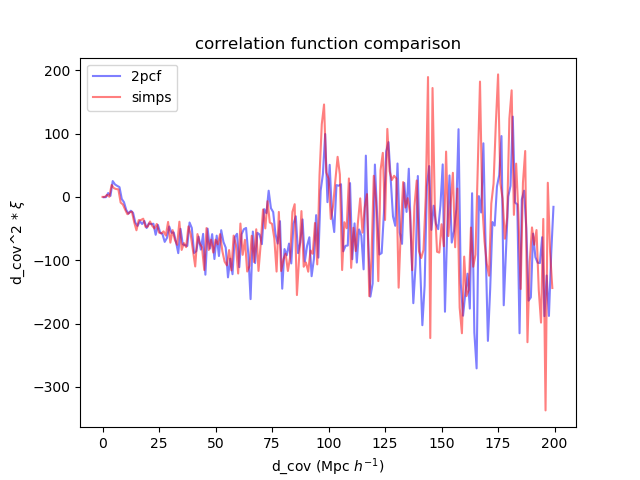 correlation function comparison
2pcf
simps
d_cov^2 * ξ
200
100
0
−100
−200
−300
0 25 50 75 100 125 150 175 200
d_cov (Mpc h⁻¹)